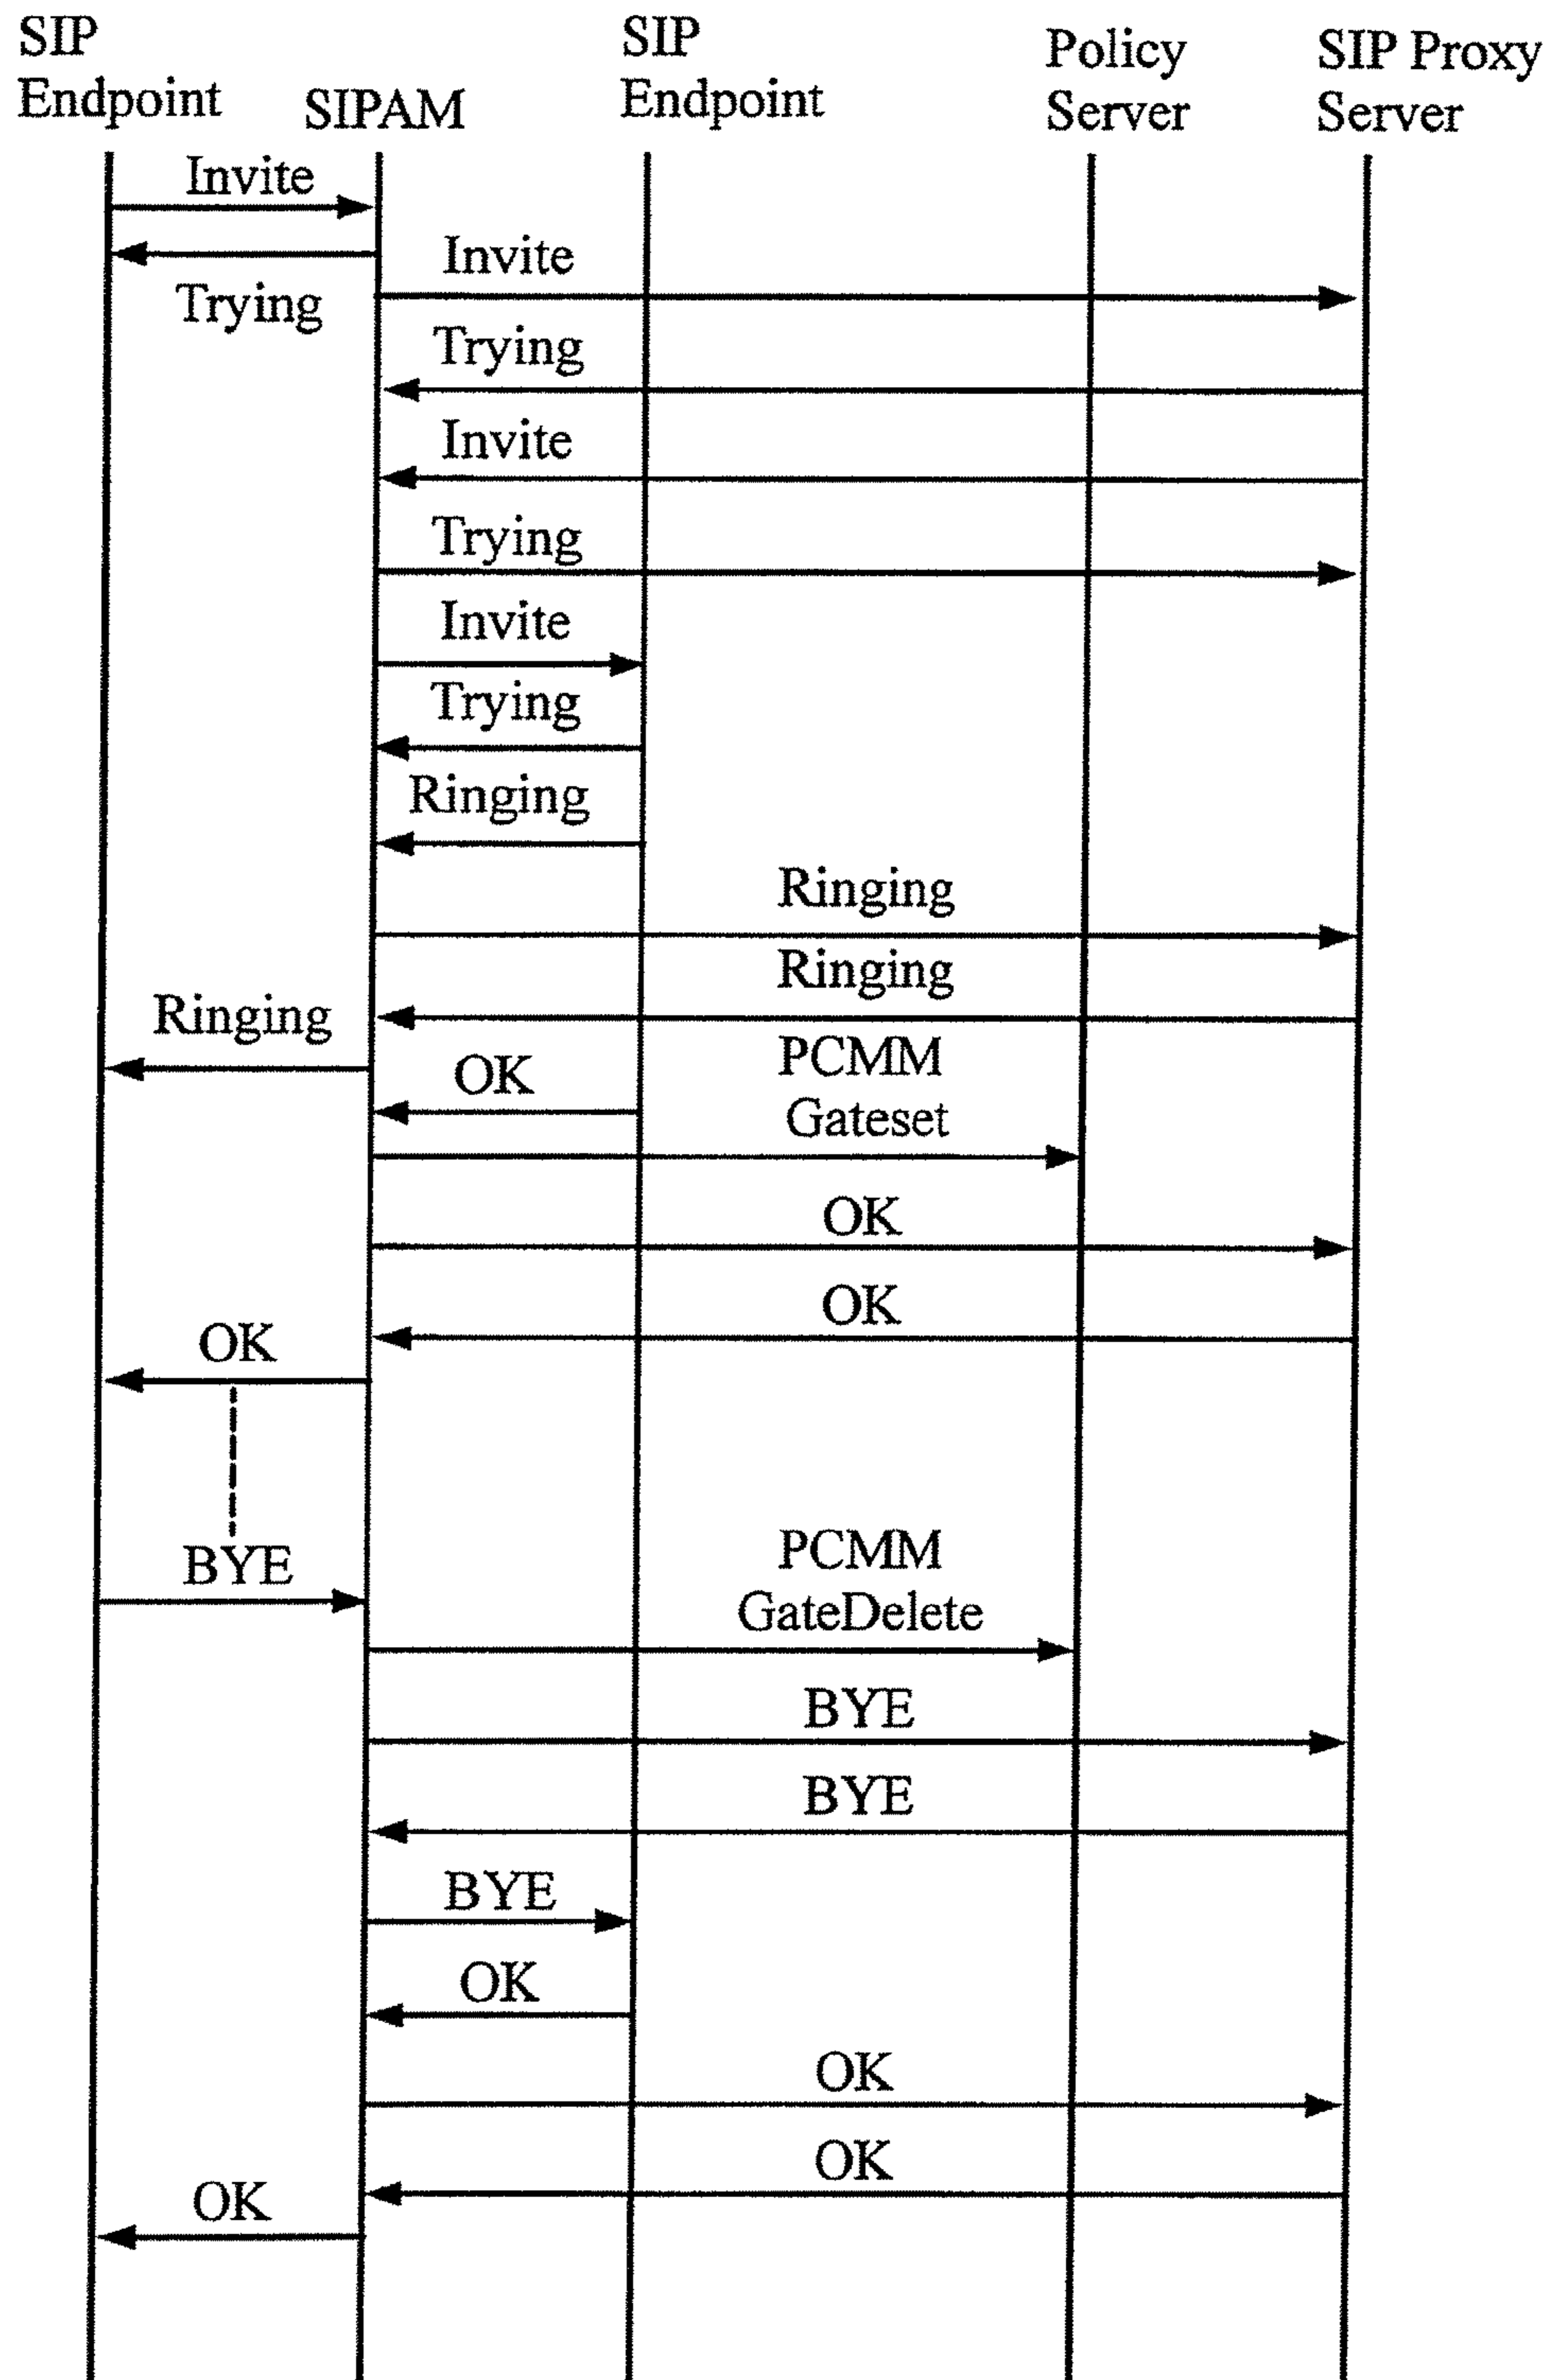 SIP
Endpoint
SIPAM
SIP
Endpoint
Policy
Server
SIP Proxy
Server
Invite
Trying
Invite
Trying
Invite
Trying
Invite
Trying
Ringing
Ringing
Ringing
Ringing
OK
PCMM
Gateset
OK
OK
OK
BYE
PCMM
GateDelete
BYE
BYE
BYE
OK
OK
OK
OK